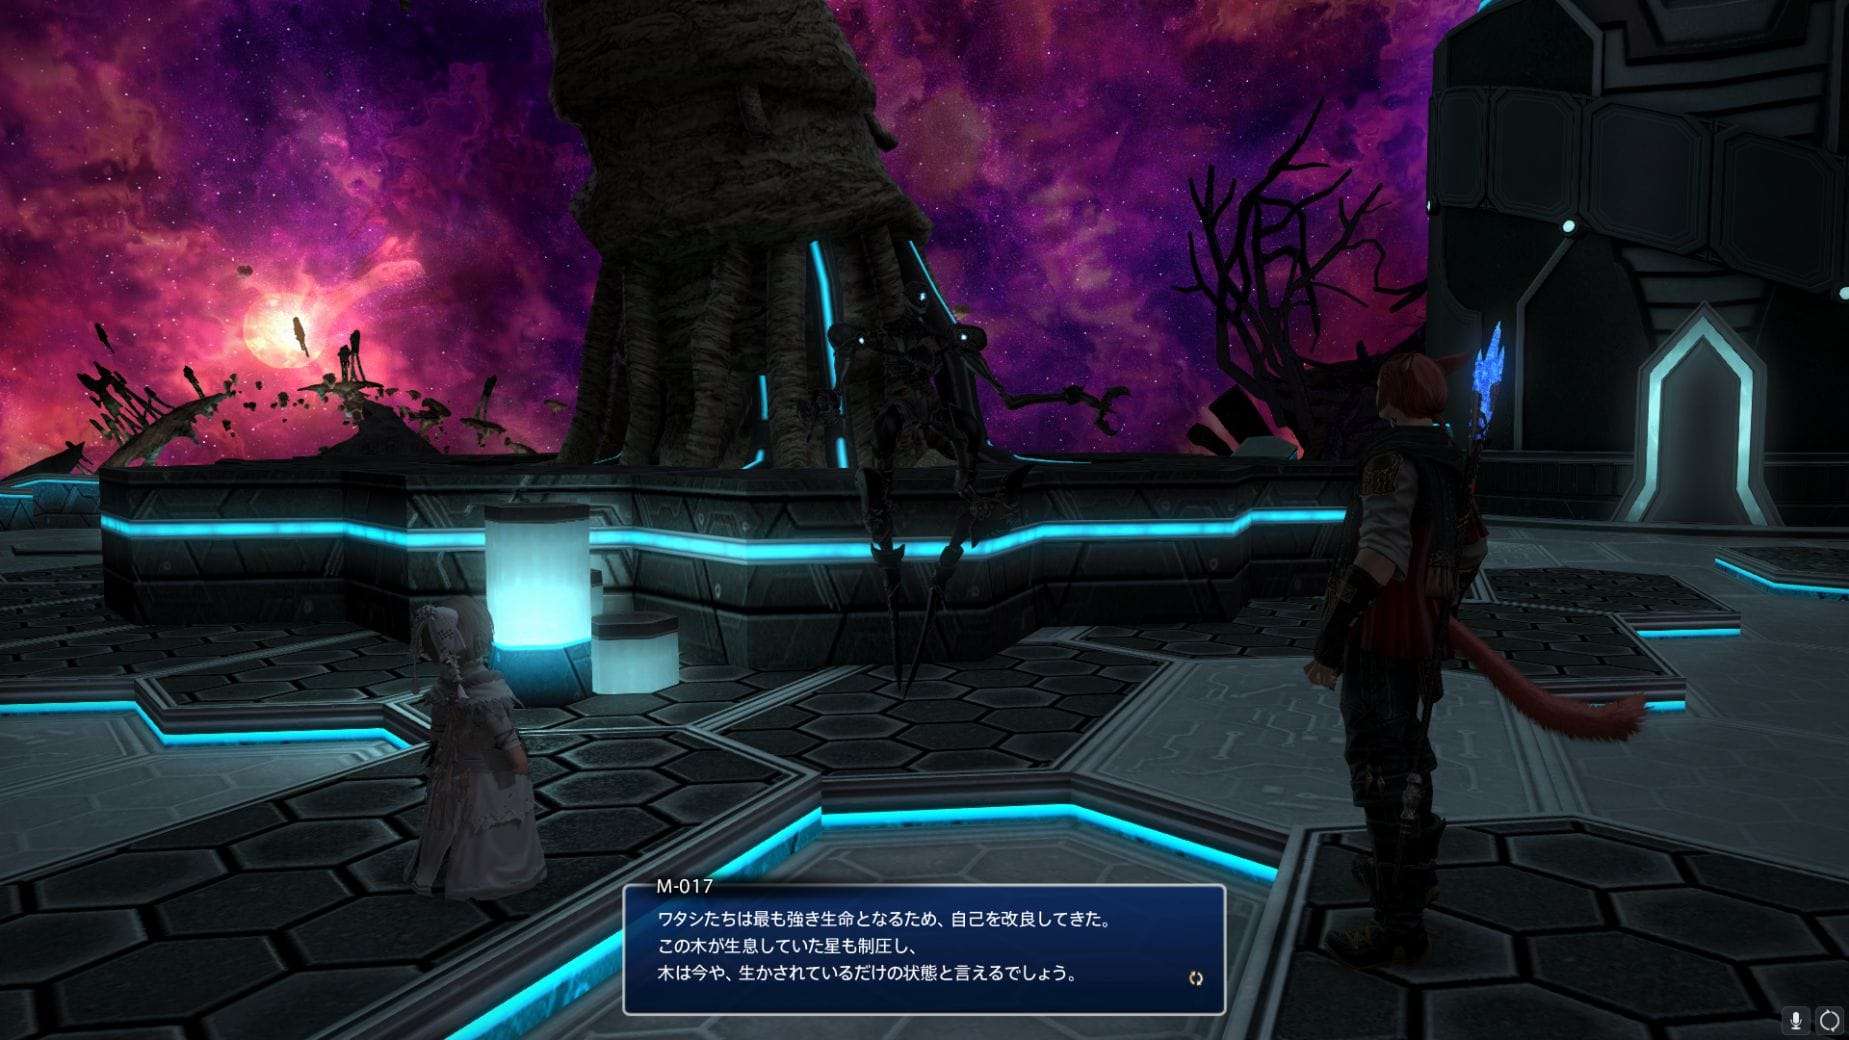 M-017
ワタシたちは最も強き生命となるため、自己を改良してきた。
この木が生息していた星も制圧し、
木は今や、生かされているだけの状態と言えるでしょう。